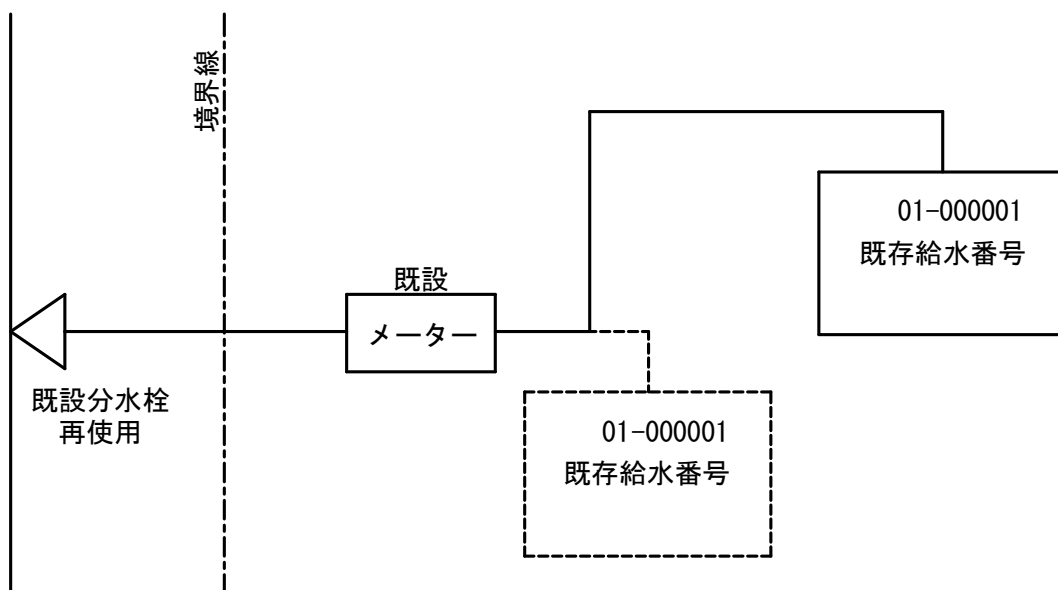 境界線
01-000001
既存給水番号
既設
メーター
既設分水栓
再使用
01-000001
既存給水番号